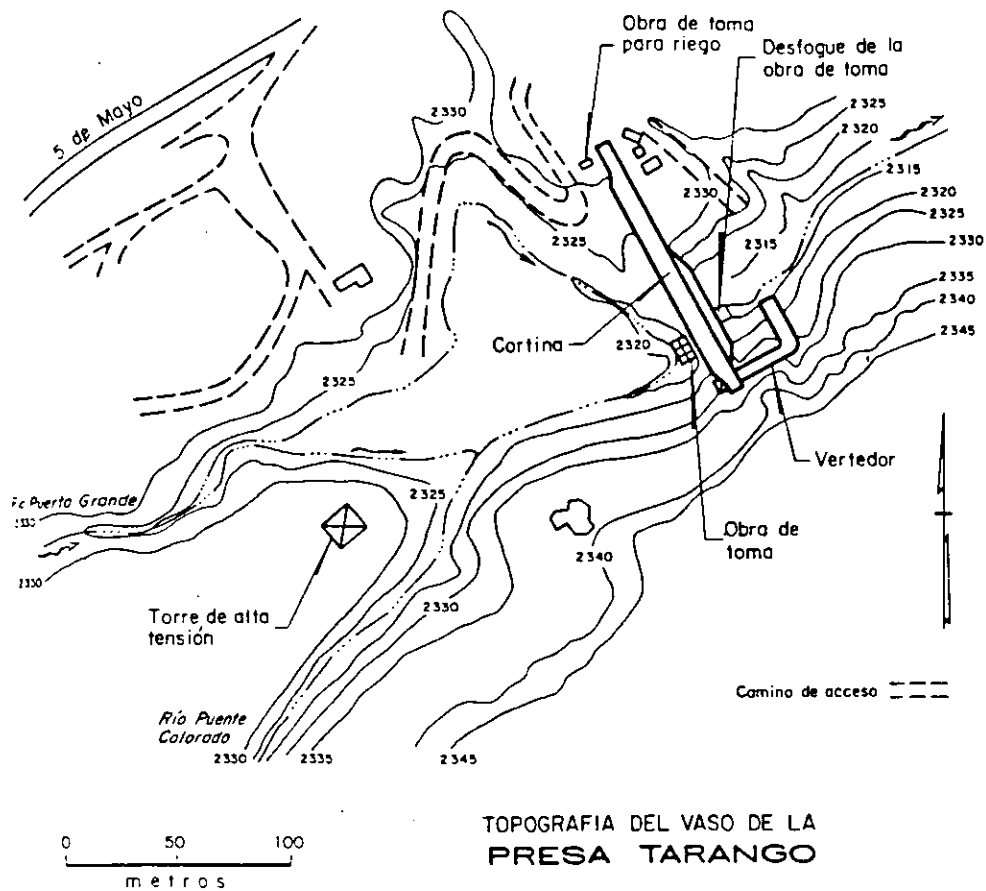 Obra de toma
para riego
Desfogue de la
obra de toma
5 de Mayo
2330
2325
2320
2315
2320
2325
2330
2335
2340
2345
2330
2315
2325
2320
Cortina
2325
Vertedor
Puerta Grande
2330
2325
2330
2340
Obra de
toma
Torre de alta
tensión
2330
Río Puente
Colorado
2330
2335
2345
Camino de acceso
0 50 100
metros
TOPOGRAFIA DEL VASO DE LA
PRESA TARANGO